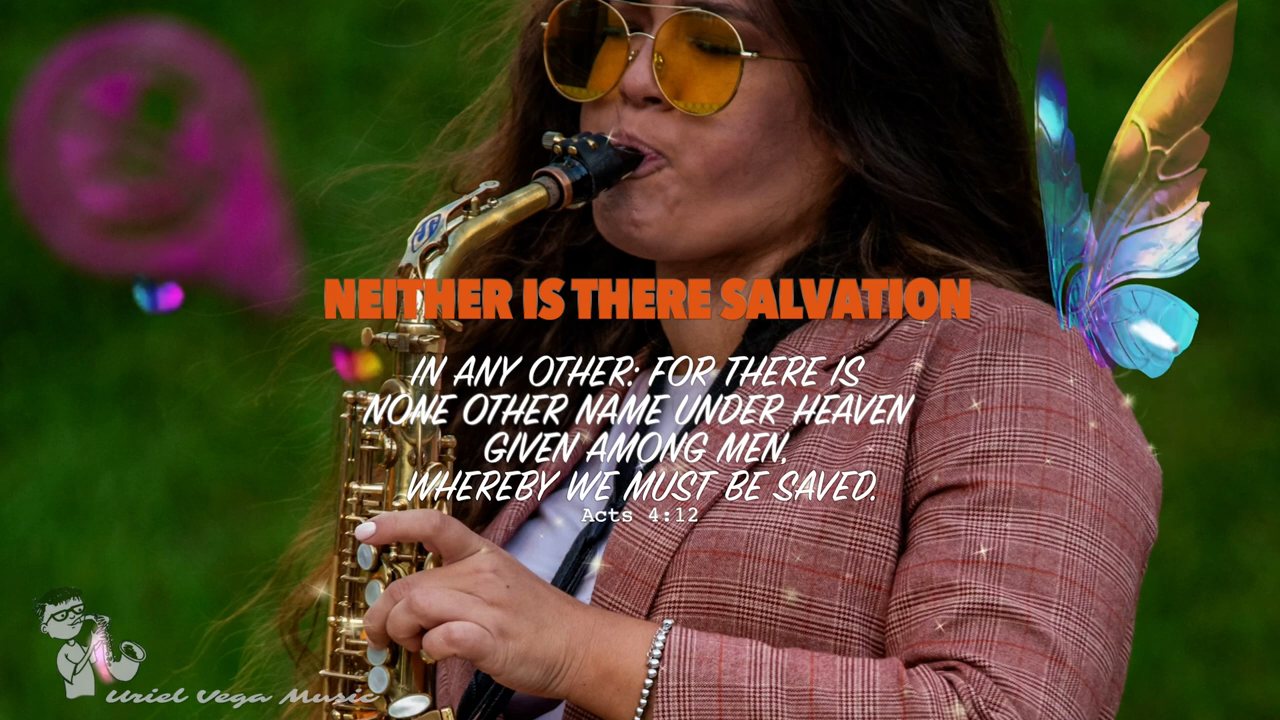 NEITHER IS THERE SALVATION
IN ANY OTHER: FOR THERE IS
NONE OTHER NAME UNDER HEAVEN
GIVEN AMONG MEN,
WHEREBY WE MUST BE SAVED.
Acts 4:12
Uriel Vega Music